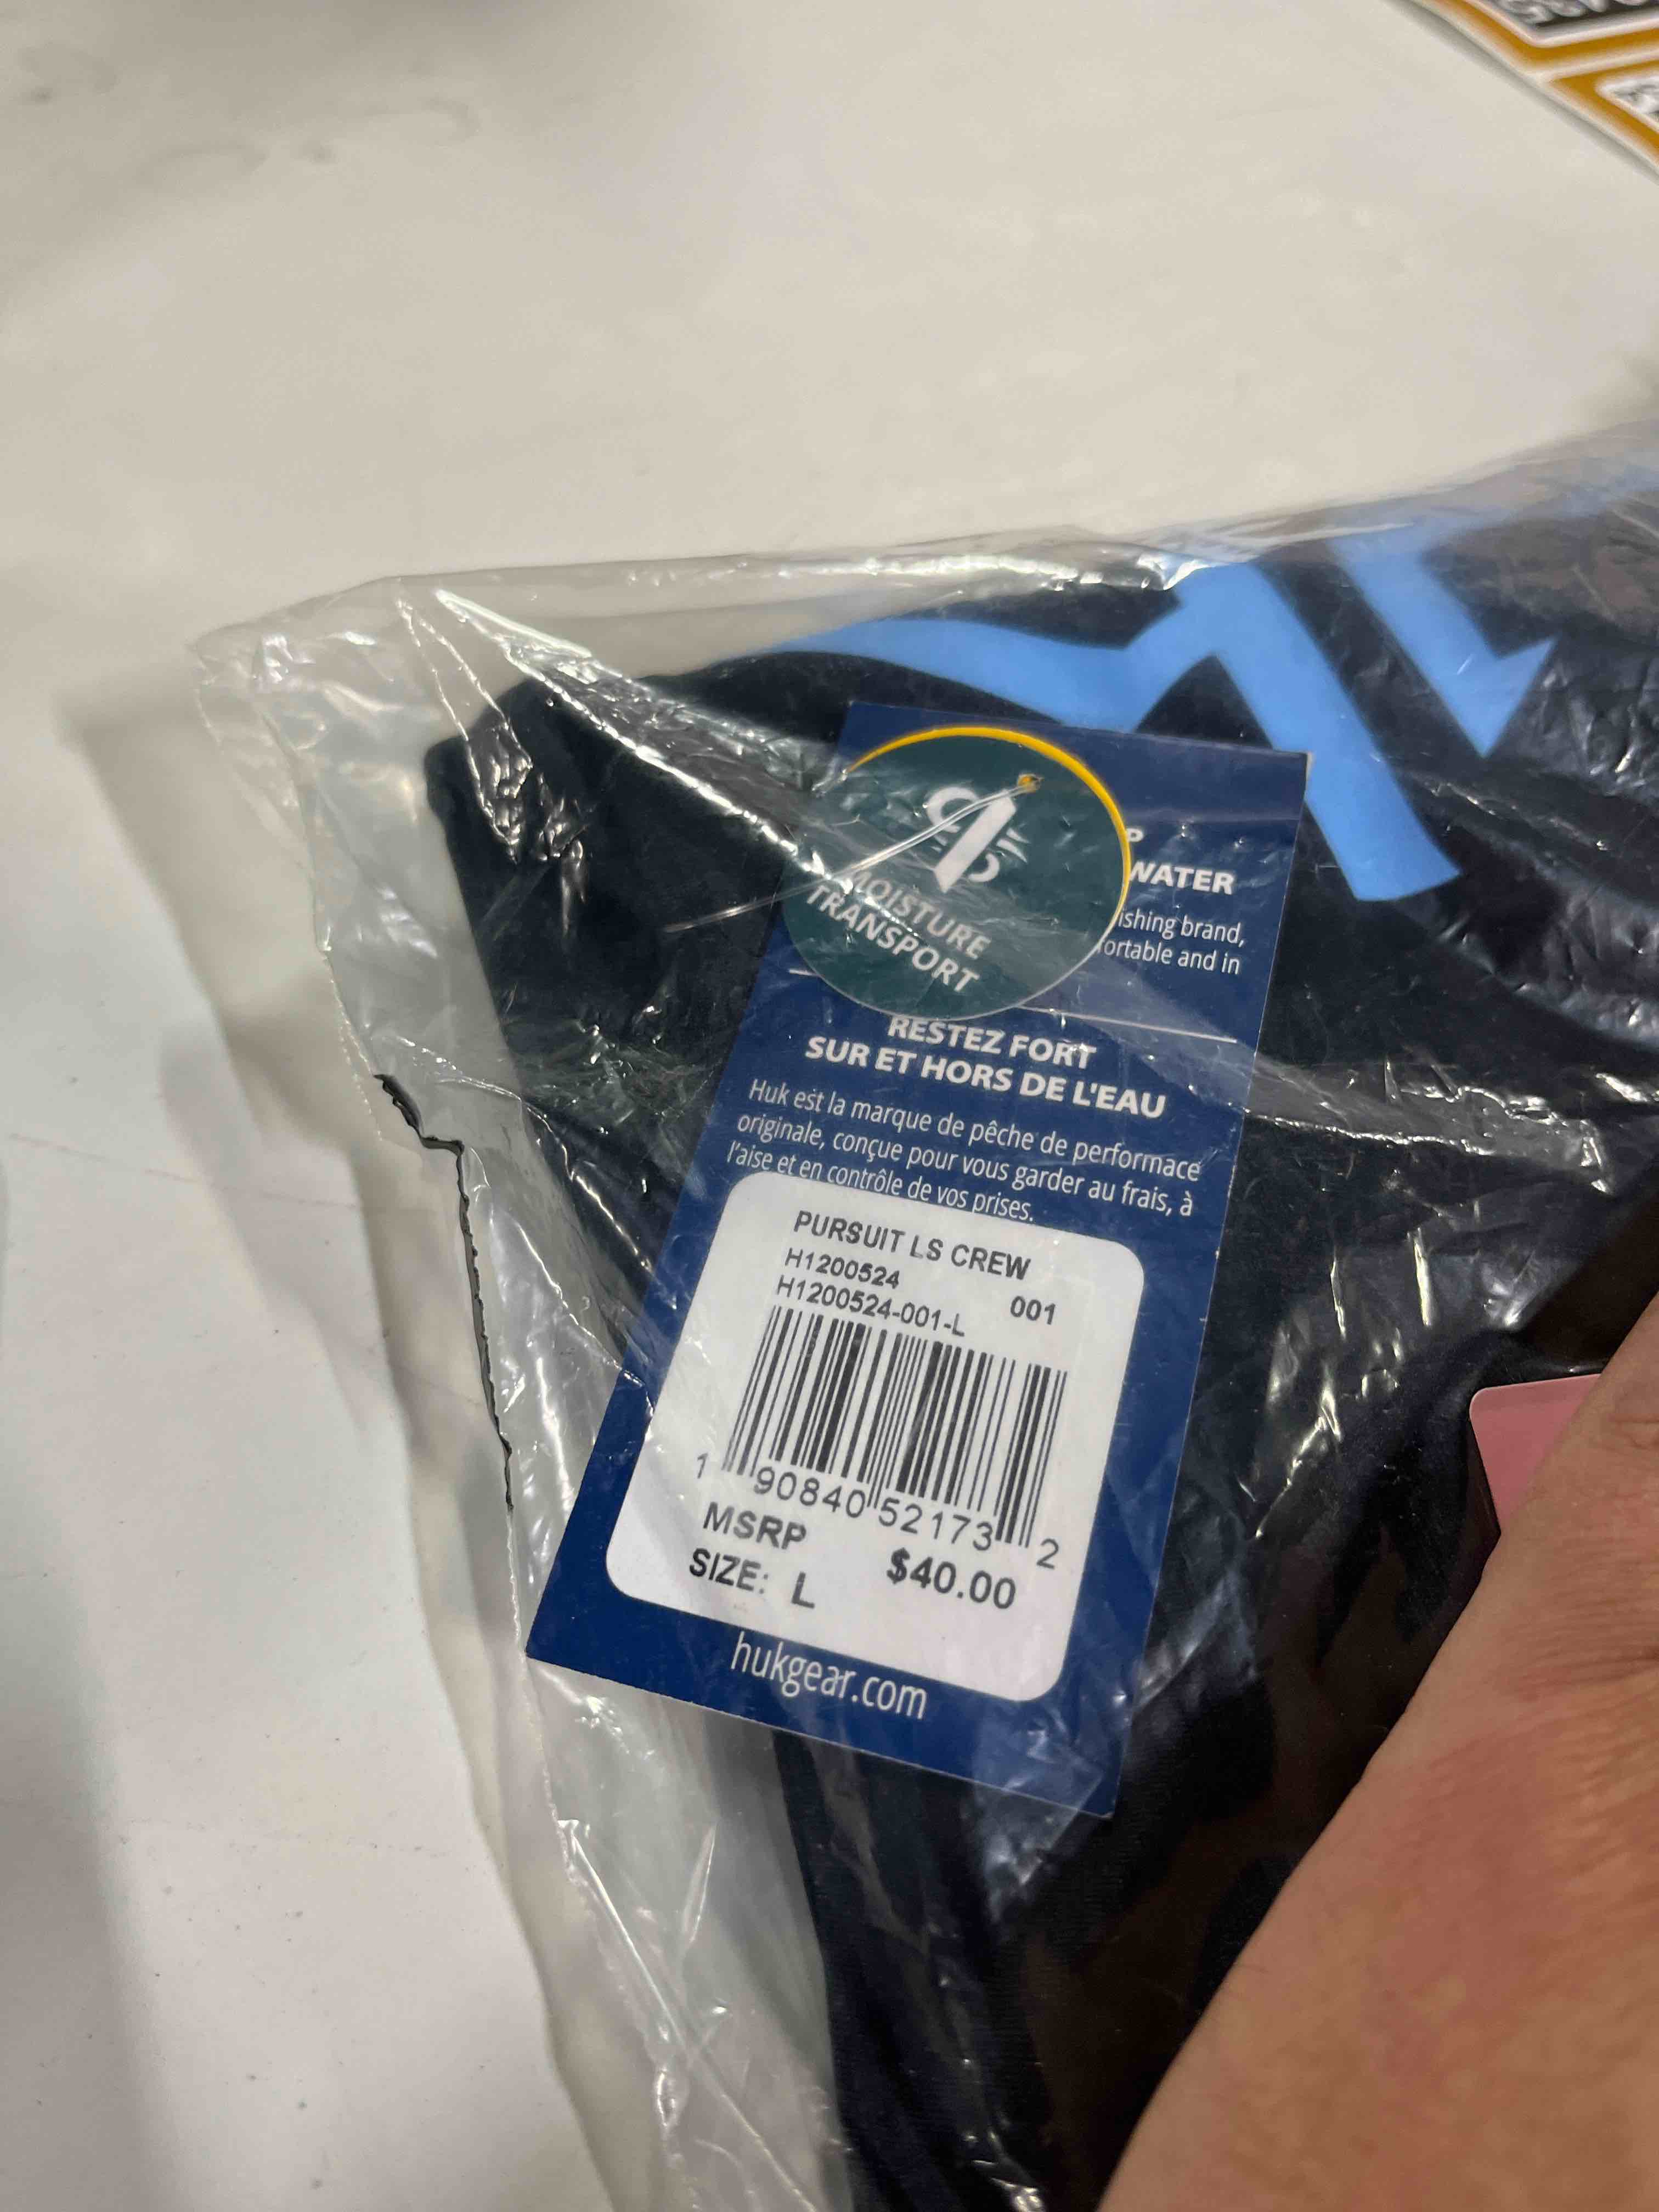 MOISTURE
TRANSPORT
WATER
ishing brand,
ortable and in
RESTEZ FORT
SUR ET HORS DE L'EAU
Huk est la marque de pêche de performace
originale, conçue pour vous garder au frais, à
l'aise et en contrôle de vos prises.
PURSUIT LS CREW
H1200524 001
H1200524-001-L
1 90840 52173 2
MSRP $40.00
SIZE: L
hukgear.com